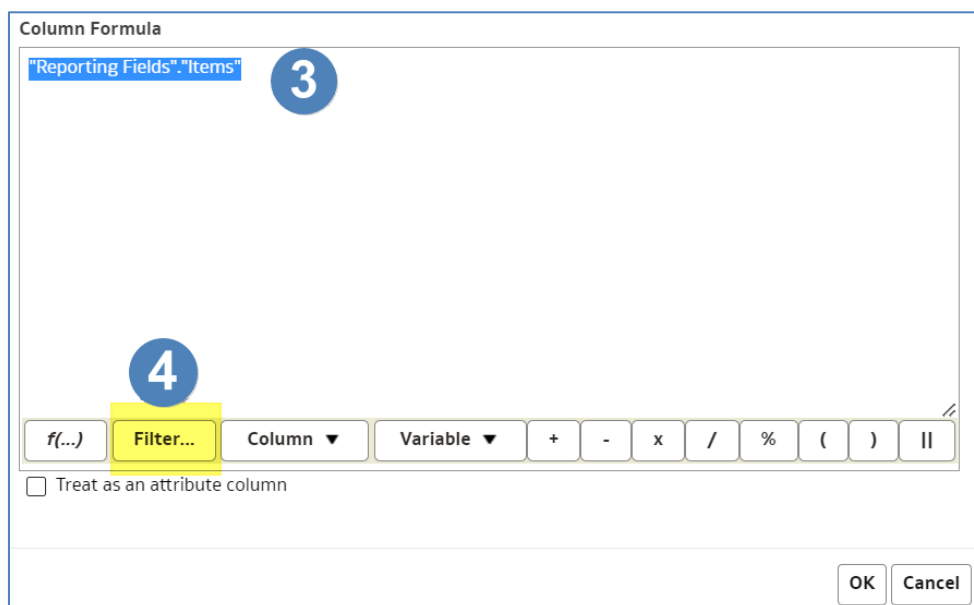 Column Formula
"Reporting Fields"."Items"
3
4
f(...) Filter... Column ▼ Variable ▼ + - x / % ( ) ||
Treat as an attribute column
OK Cancel